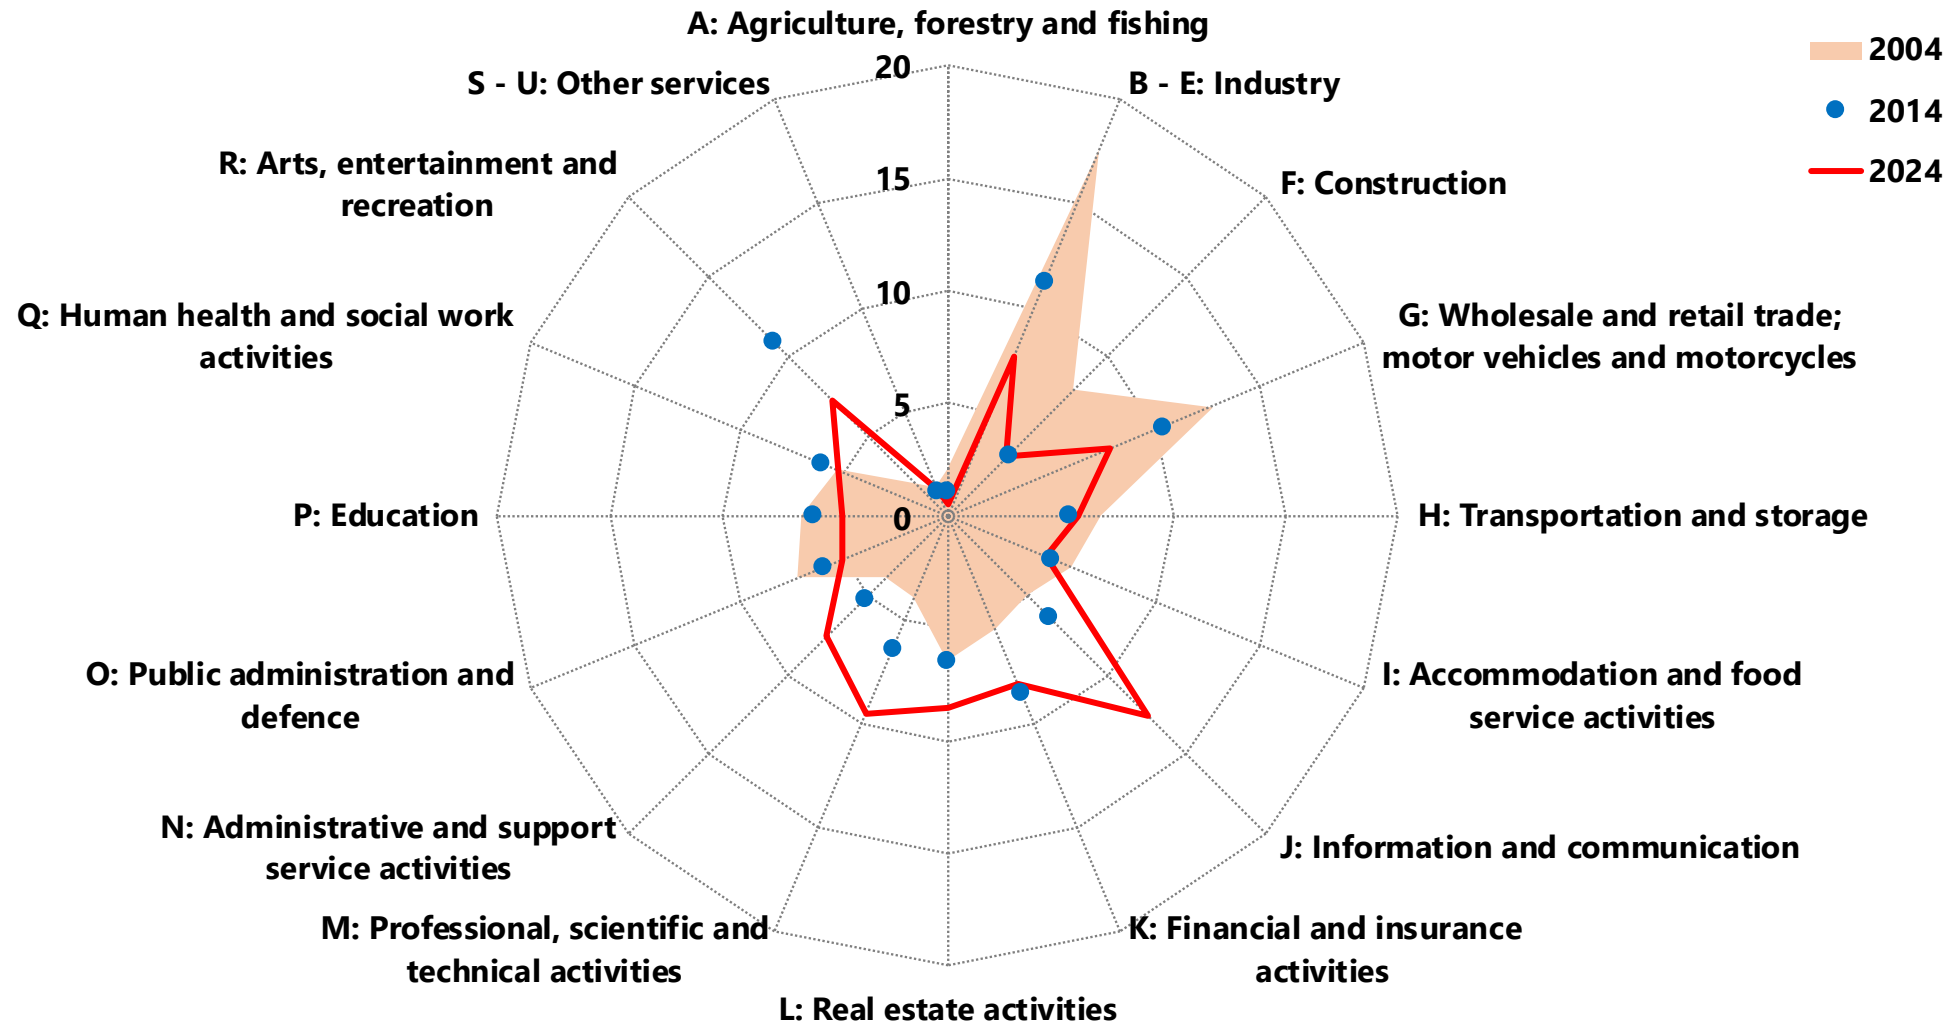 A: Agriculture, forestry and fishing
B - E: Industry
F: Construction
G: Wholesale and retail trade;
motor vehicles and motorcycles
H: Transportation and storage
I: Accommodation and food
service activities
J: Information and communication
K: Financial and insurance
activities
L: Real estate activities
M: Professional, scientific and
technical activities
N: Administrative and support
service activities
O: Public administration and
defence
P: Education
Q: Human health and social work
activities
R: Arts, entertainment and
recreation
S - U: Other services
20
15
10
5
0
2004
2014
2024